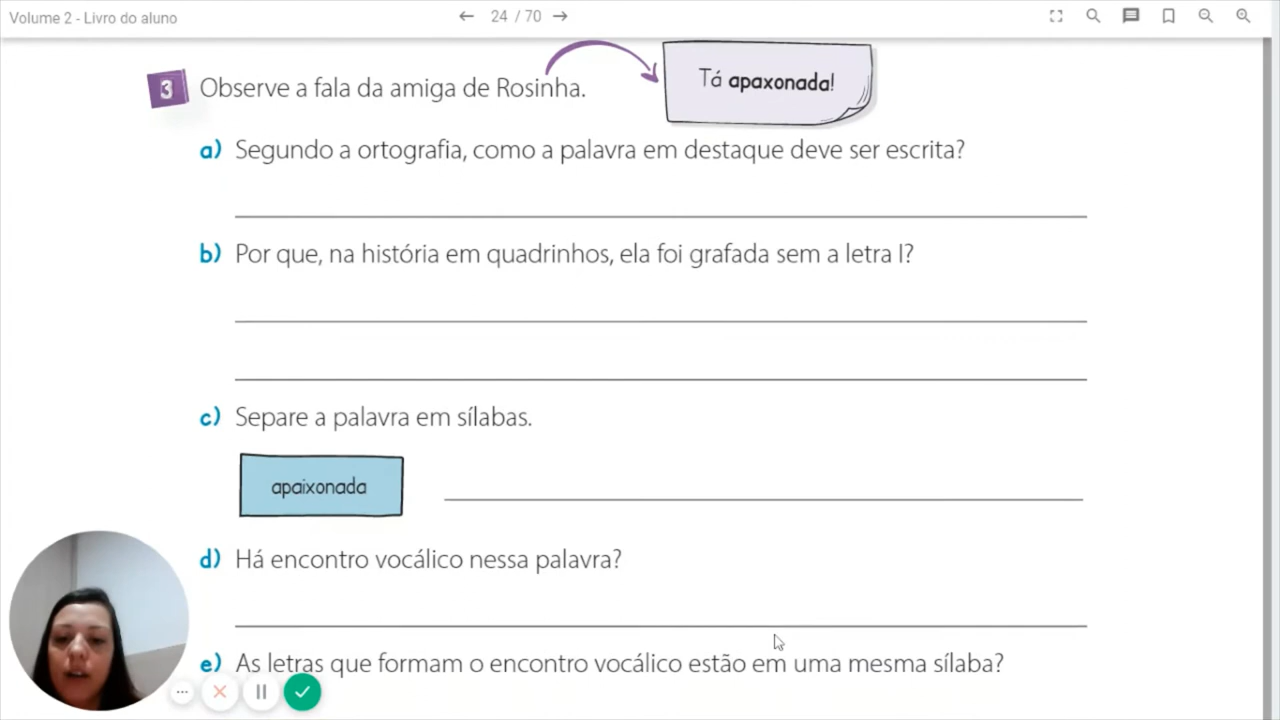 Volume 2 - Livro do aluno
24 / 70
3 Observe a fala da amiga de Rosinha.
Tá apaxonada!
a) Segundo a ortografia, como a palavra em destaque deve ser escrita?
b) Por que, na história em quadrinhos, ela foi grafada sem a letra I?
c) Separe a palavra em sílabas.
apaixonada
d) Há encontro vocálico nessa palavra?
e) As letras que formam o encontro vocálico estão em uma mesma sílaba?